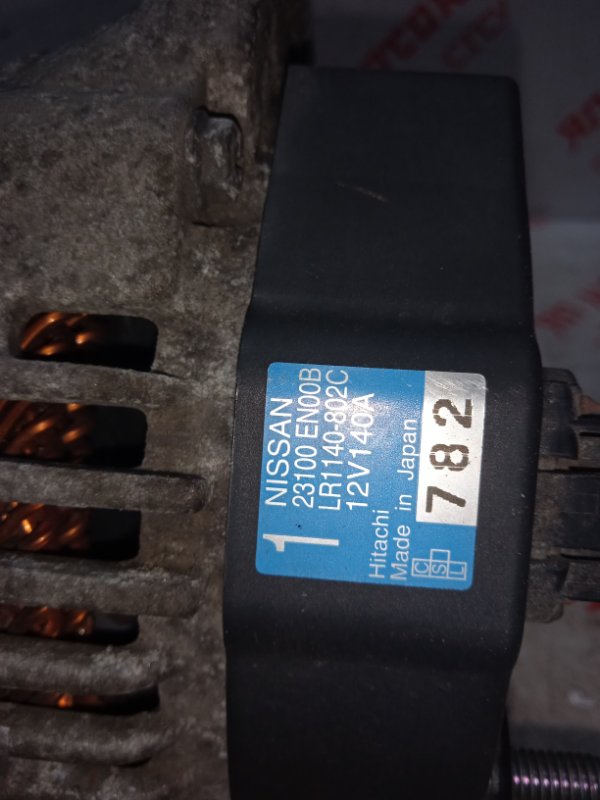 1
NISSAN
23100 EN00B
LR1140-802C
12V140A
Hitachi
Made in Japan
C
S
L
782